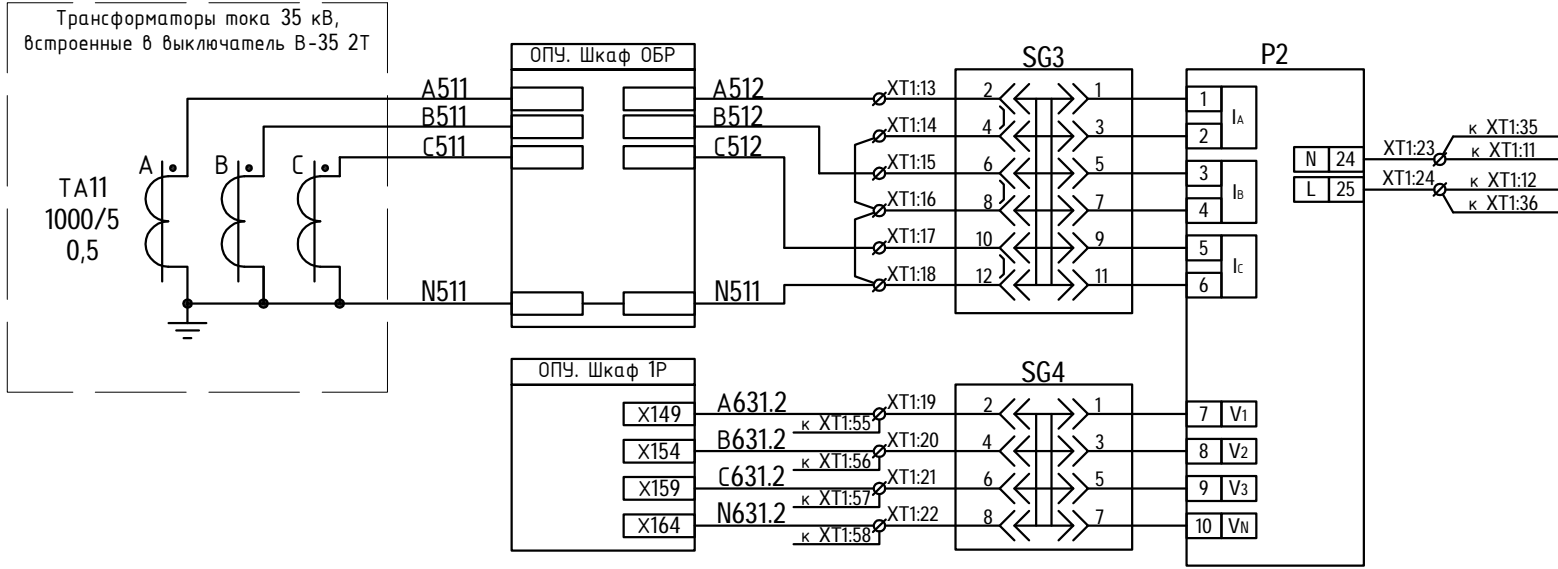 Трансформаторы тока 35 кВ,
встроенные в выключатель В-35 2Т
A
B
C
ТА11
1000/5
0,5
A511
B511
C511
N511
ОПУ. Шкаф ОБР
A512
B512
C512
N511
XT1:13
XT1:14
XT1:15
XT1:16
XT1:17
XT1:18
SG3
2 1
4 3
6 5
8 7
10 9
12 11
P2
1
2
IA
3
4
IB
5
6
IC
N 24
L 25
XT1:23
XT1:24
к XT1:35
к XT1:11
к XT1:12
к XT1:36
ОПУ. Шкаф 1Р
X149
X154
X159
X164
A631.2
к XT1:55
B631.2
к XT1:56
C631.2
к XT1:57
N631.2
к XT1:58
XT1:19
XT1:20
XT1:21
XT1:22
SG4
2 1
4 3
6 5
8 7
7 V1
8 V2
9 V3
10 VN